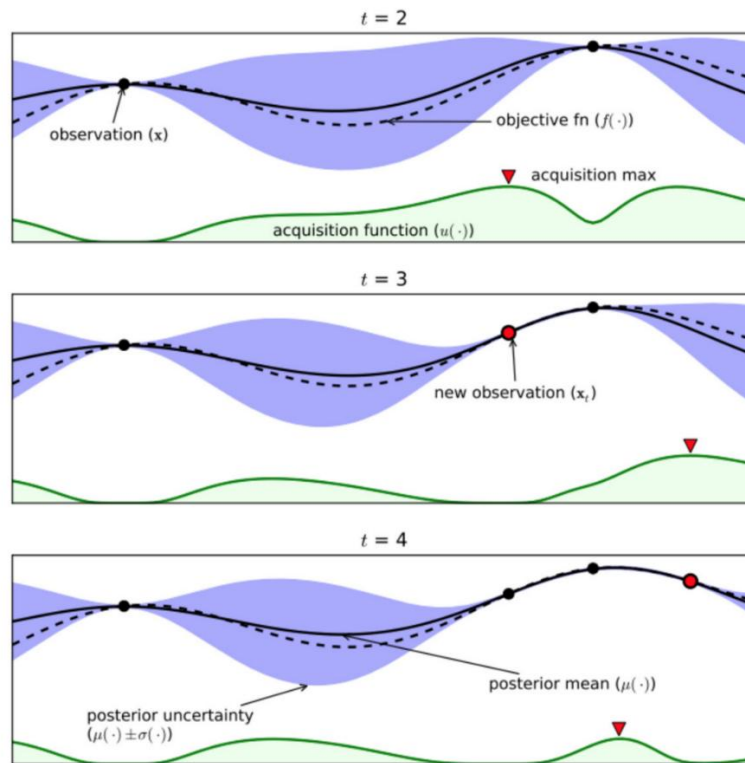 t = 2
observation (x)
objective fn (f(·))
acquisition max
acquisition function (u(·))
t = 3
new observation (xₜ)
t = 4
posterior mean (μ(·))
posterior uncertainty
(μ(·)±σ(·))